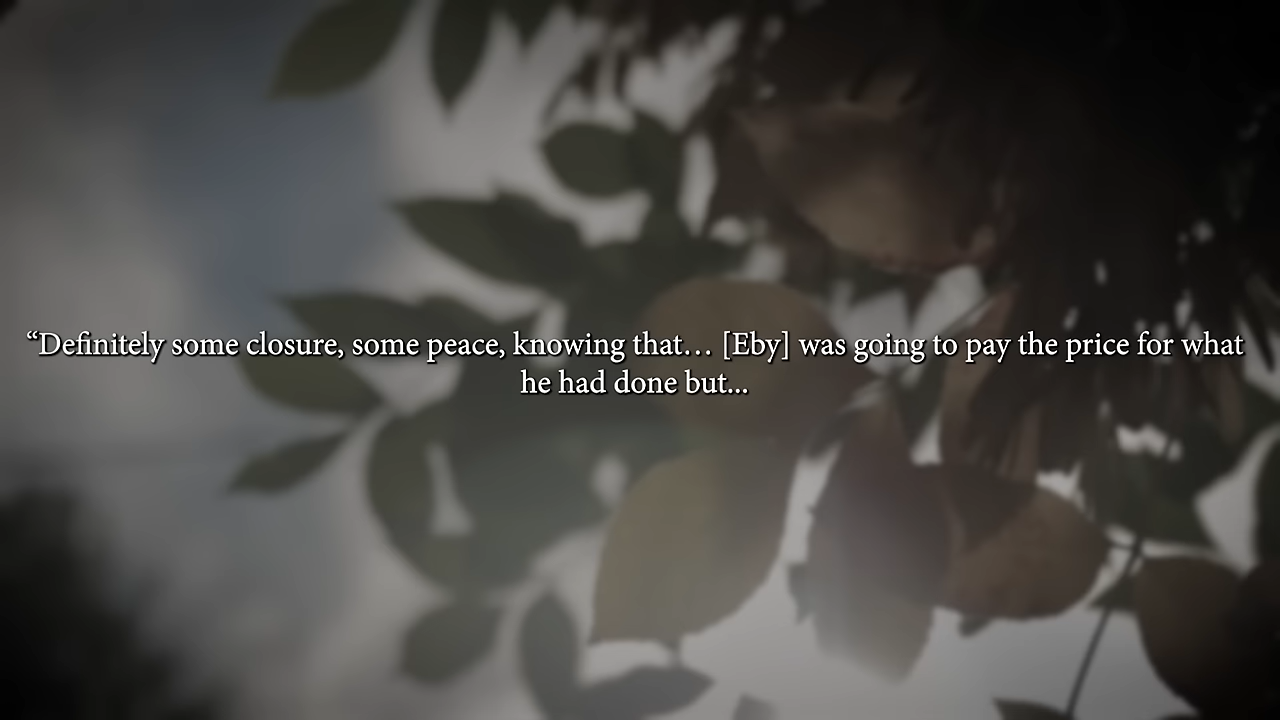 “Definitely some closure, some peace, knowing that… [Eby] was going to pay the price for what
he had done but...